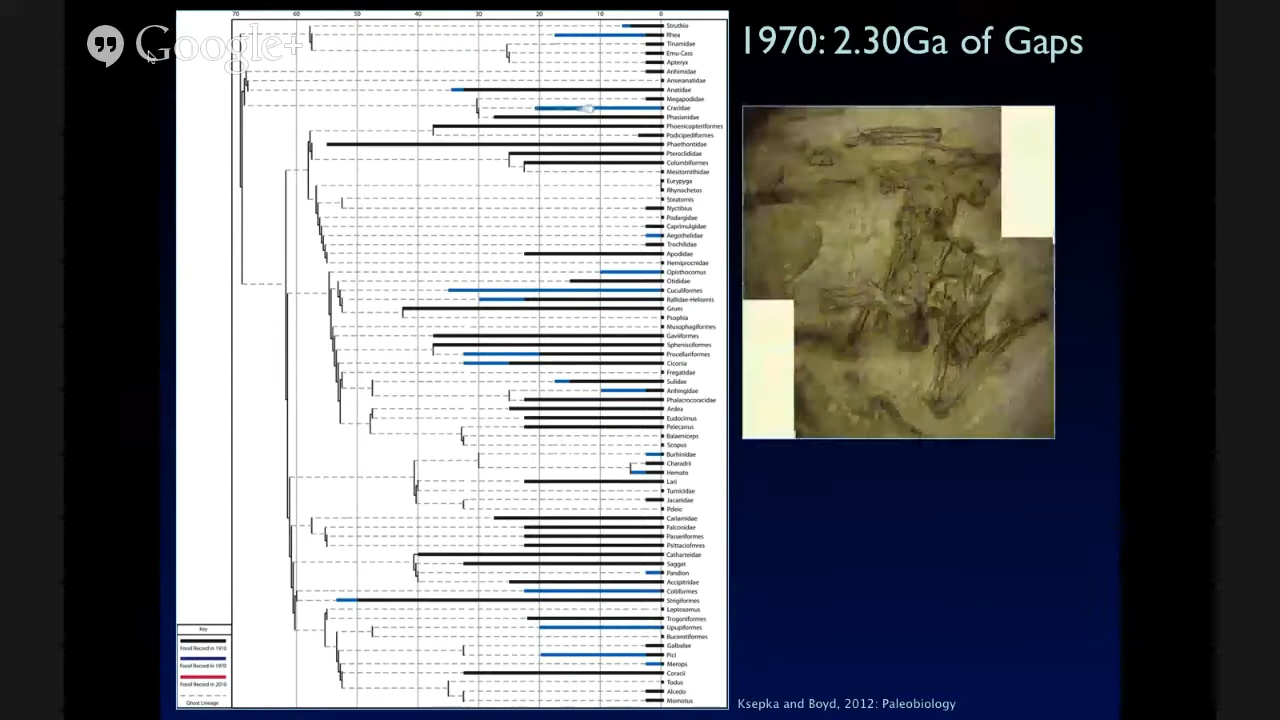 Google+
1970: 2.30Ga of Gaps
70 60 50 40 30 20 10 0
Struthio
Rhea
Tinamidae
Emu-Cass
Apteryx
Anhimidae
Anseranatidae
Anatidae
Megapodidae
Cracidae
Phasianidae
Phoenicopteriformes
Podicipediformes
Phaethontidae
Pteroclididae
Columbiformes
Mesitornithidae
Eurypyga
Rhynochetos
Steatornis
Nyctibius
Podargidae
Caprimulgidae
Aegothelidae
Trochilidae
Apodidae
Hemiprocnidae
Opisthocomus
Otididae
Cuculiformes
Rallidae-Heliornis
Grues
Psophia
Musophagiformes
Gaviiformes
Sphenisciformes
Procellariformes
Ciconia
Fregatidae
Sulidae
Anhingidae
Phalacrocoracidae
Ardea
Eudocimus
Pelecanus
Balaeniceps
Scopus
Burhinidae
Charadrii
Hemato
Lari
Turnicidae
Jacanidae
Pdeio
Cariamidae
Falconidae
Passeriformes
Psittaciofmres
Cathartidae
Saggat
Pandion
Accipitridae
Coliiformes
Strigiformes
Leptosomus
Trogoniformes
Upupiformes
Bucerotiformes
Galbulae
Pici
Merops
Coracii
Todus
Alcedo
Momotus
Key
Fossil Record in 1910
Fossil Record in 1970
Fossil Record in 2010
Ghost Lineage
Ksepka and Boyd, 2012: Paleobiology